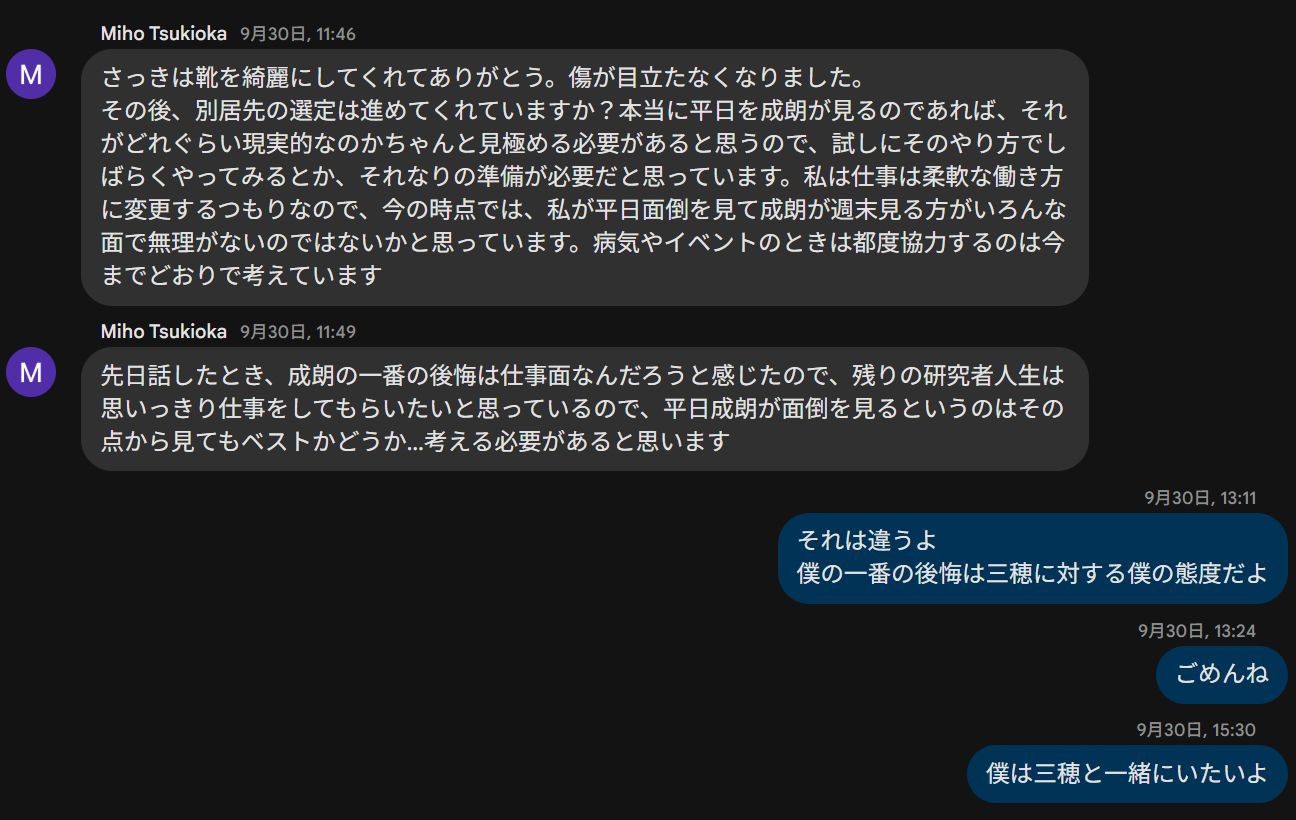 Miho Tsukioka 9月30日, 11:46
M
さっきは靴を綺麗にしてくれてありがとう。傷が目立たなくなりました。
その後、別居先の選定は進めてくれていますか？本当に平日を成朗が見るのであれば、それ
がどれぐらい現実的なのかちゃんと見極める必要があると思うので、試しにそのやり方でし
ばらくやってみるとか、それなりの準備が必要だと思っています。私は仕事は柔軟な働き方
に変更するつもりなので、今の時点では、私が平日面倒を見て成朗が週末見る方がいろんな
面で無理がないのではないかと思っています。病気やイベントのときは都度協力するのは今
までどおりで考えています
Miho Tsukioka 9月30日, 11:49
M
先日話したとき、成朗の一番の後悔は仕事面なんだろうと感じたので、残りの研究者人生は
思いっきり仕事をしてもらいたいと思っているので、平日成朗が面倒を見るというのはその
点から見てもベストかどうか...考える必要があると思います
9月30日, 13:11
それは違うよ
僕の一番の後悔は三穂に対する僕の態度だよ
9月30日, 13:24
ごめんね
9月30日, 15:30
僕は三穂と一緒にいたいよ